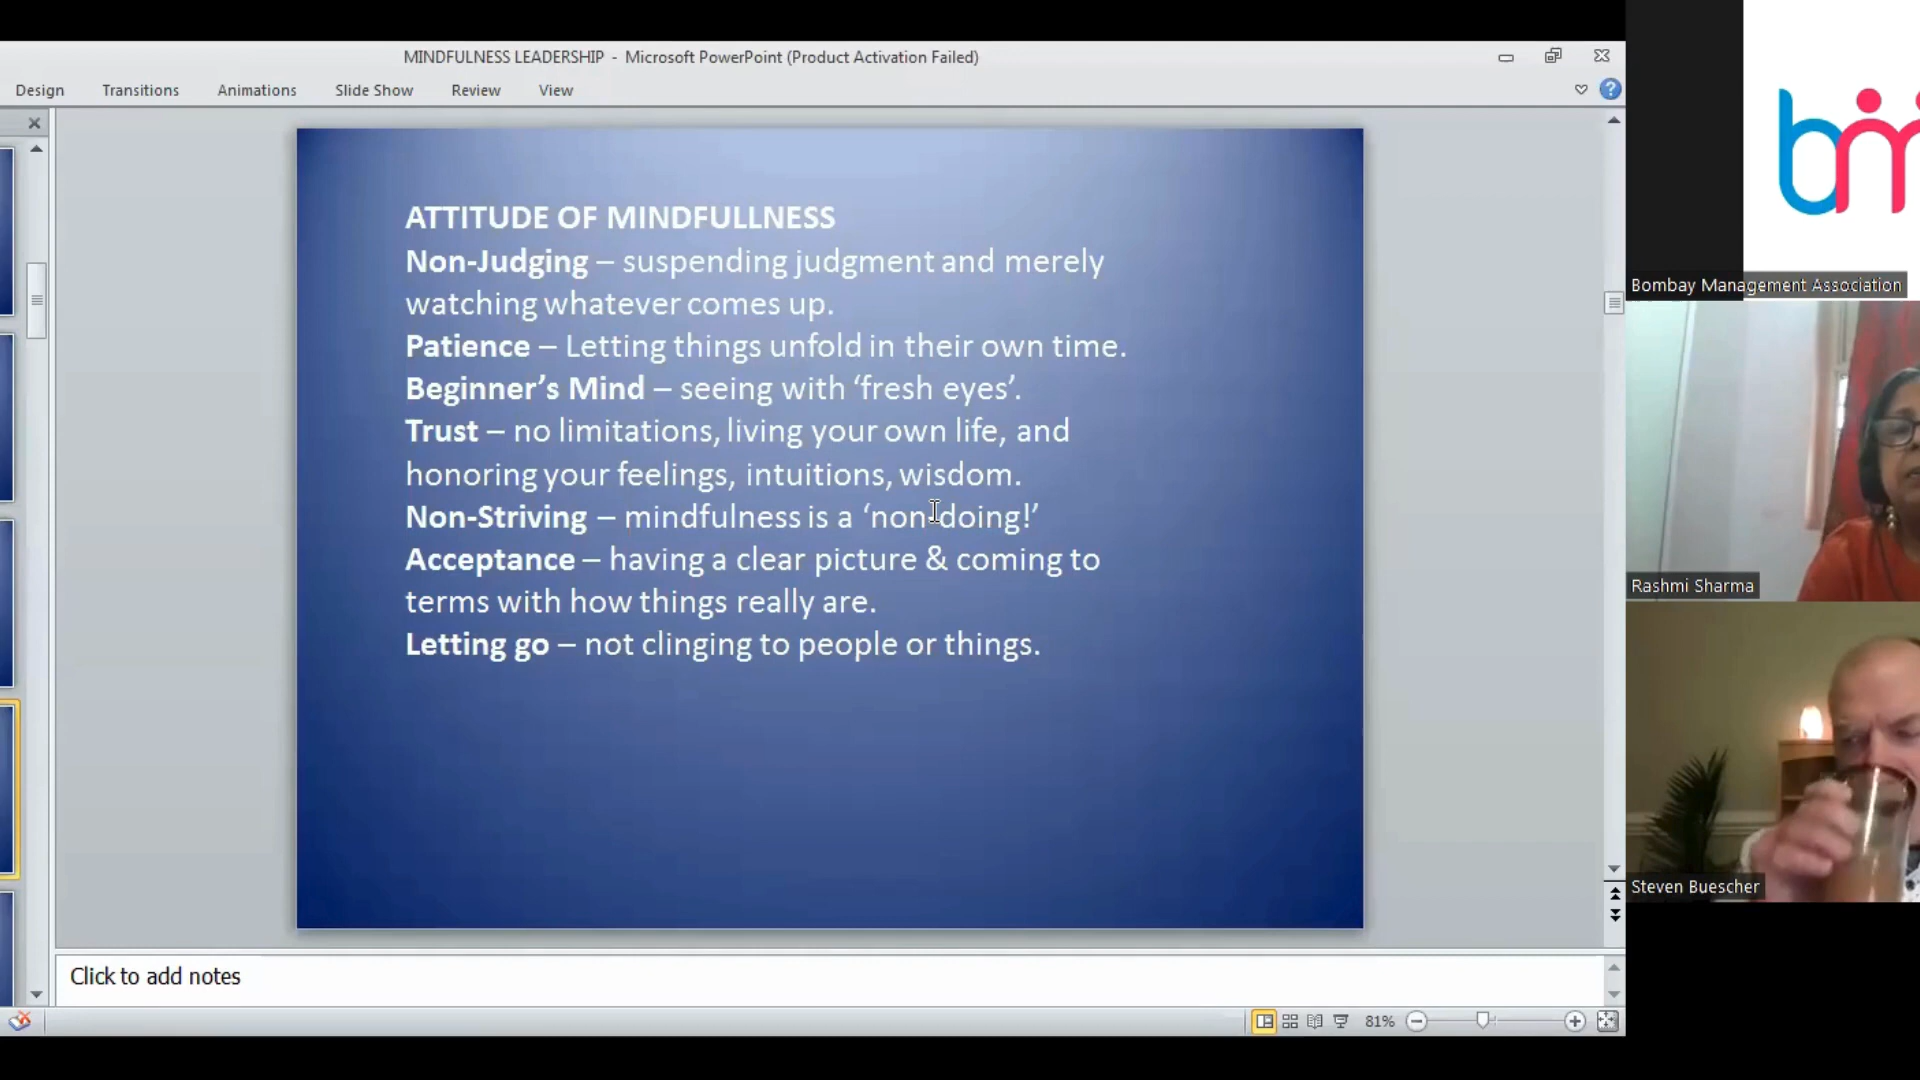 MINDFULNESS LEADERSHIP - Microsoft PowerPoint (Product Activation Failed)
Design Transitions Animations Slide Show Review View
ATTITUDE OF MINDFULLNESS
Non-Judging – suspending judgment and merely
watching whatever comes up.
Patience – Letting things unfold in their own time.
Beginner’s Mind – seeing with ‘fresh eyes’.
Trust – no limitations, living your own life, and
honoring your feelings, intuitions, wisdom.
Non-Striving – mindfulness is a ‘non-doing!’
Acceptance – having a clear picture & coming to
terms with how things really are.
Letting go – not clinging to people or things.
Click to add notes
81%
bm
Bombay Management Association
Rashmi Sharma
Steven Buescher